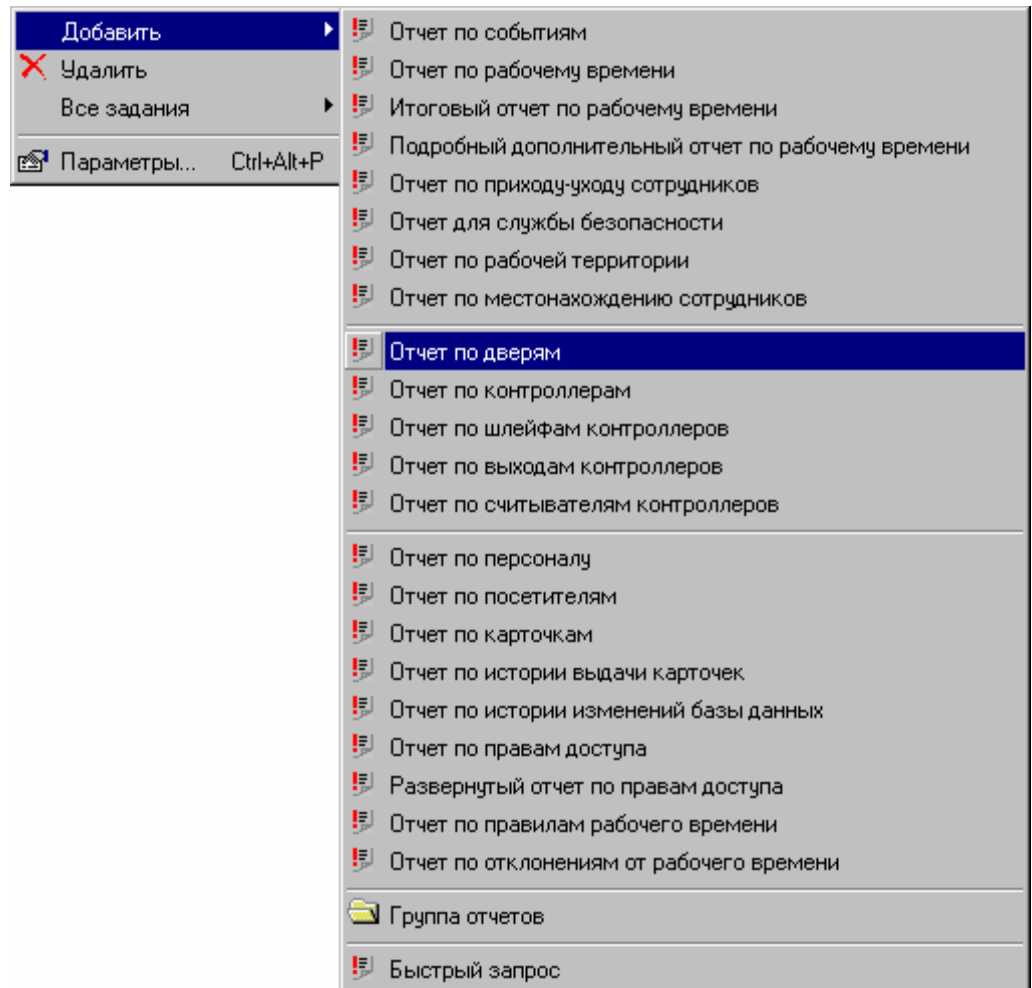 Добавить
Удалить
Все задания
Параметры... Ctrl+Alt+P
Отчет по событиям
Отчет по рабочему времени
Итоговый отчет по рабочему времени
Подробный дополнительный отчет по рабочему времени
Отчет по приходу-уходу сотрудников
Отчет для службы безопасности
Отчет по рабочей территории
Отчет по местонахождению сотрудников
Отчет по дверям
Отчет по контроллерам
Отчет по шлейфам контроллеров
Отчет по выходам контроллеров
Отчет по считывателям контроллеров
Отчет по персоналу
Отчет по посетителям
Отчет по карточкам
Отчет по истории выдачи карточек
Отчет по истории изменений базы данных
Отчет по правам доступа
Развернутый отчет по правам доступа
Отчет по правилам рабочего времени
Отчет по отклонениям от рабочего времени
Группа отчетов
Быстрый запрос